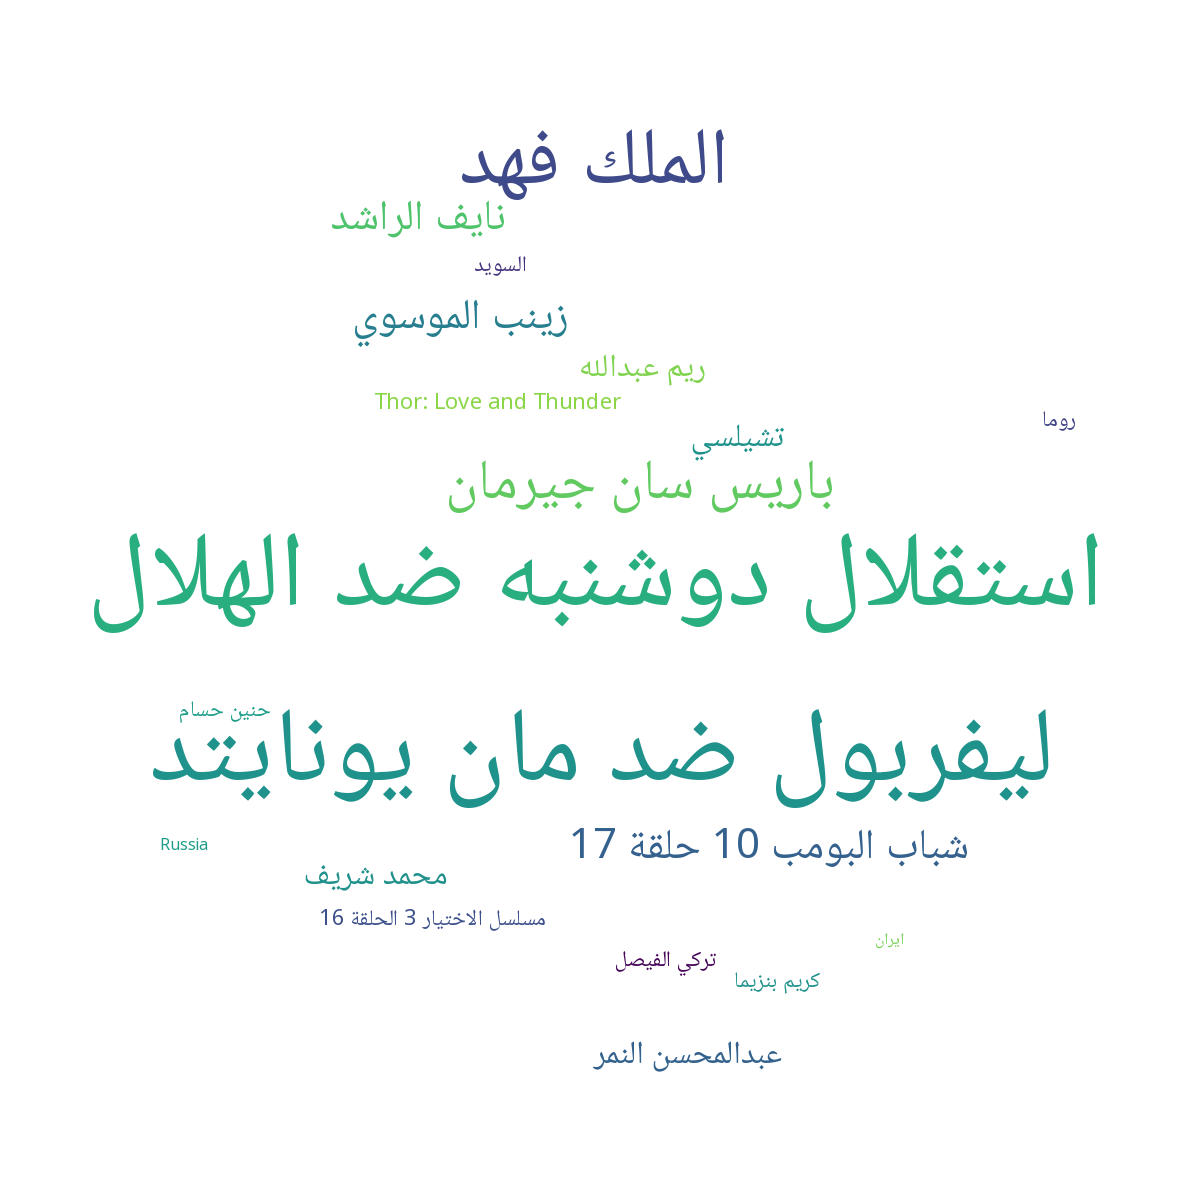 الملك فهد
نايف الراشد
السويد
زينب الموسوي
ريم عبدالله
Thor: Love and Thunder
روما
تشيلسي
باريس سان جيرمان
استقلال دوشنبه ضد الهلال
حنين حسام
ليفربول ضد مان يونايتد
شباب البومب 10 حلقة 17
Russia
محمد شريف
مسلسل الاختيار 3 الحلقة 16
ايران
تركي الفيصل
كريم بنزيما
عبدالمحسن النمر